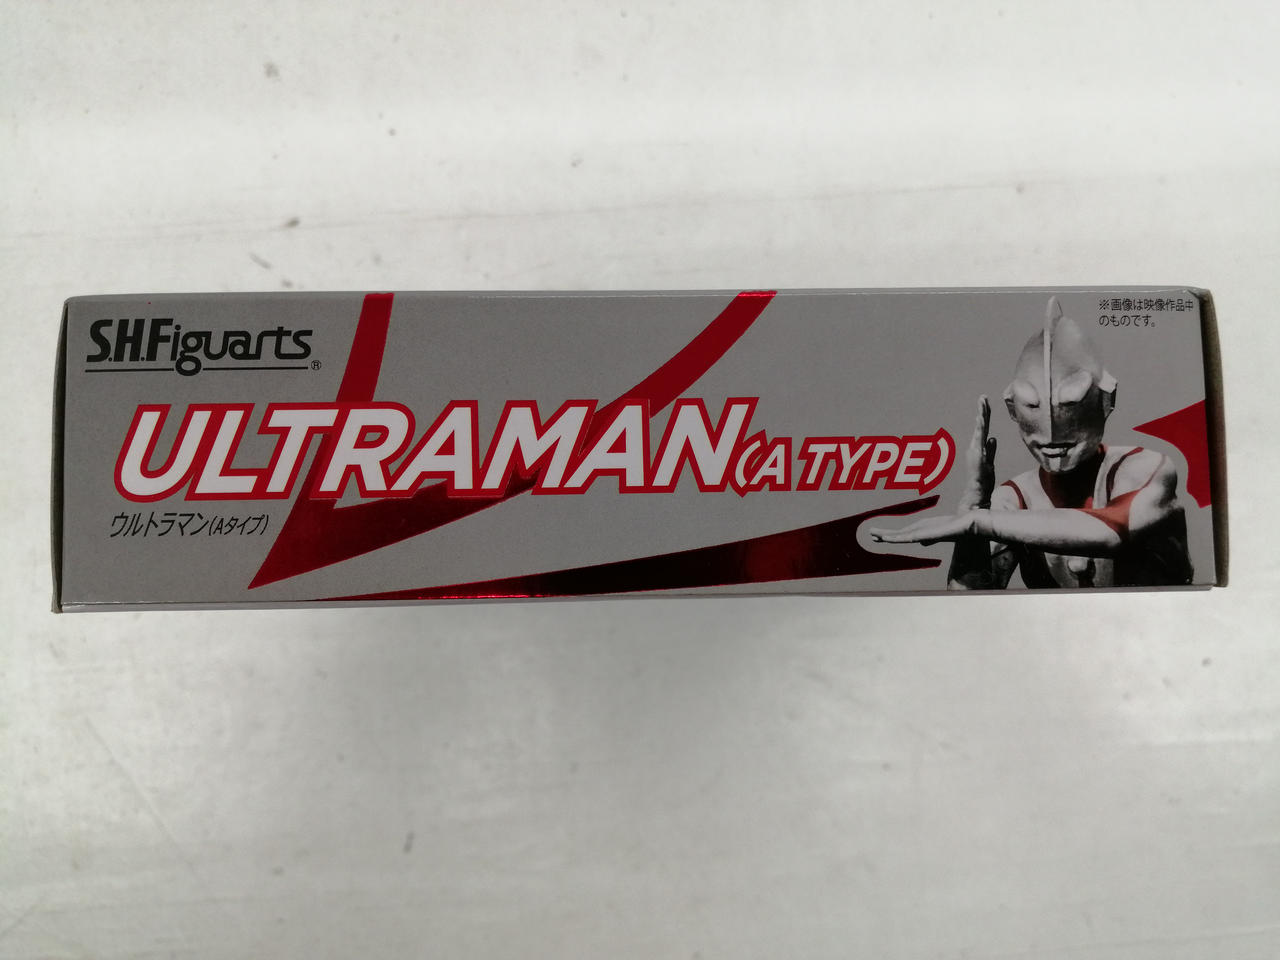 S.H.Figuarts®
※画像は映像作品中
のものです。
ULTRAMAN(A TYPE)
ウルトラマン(Aタイプ)